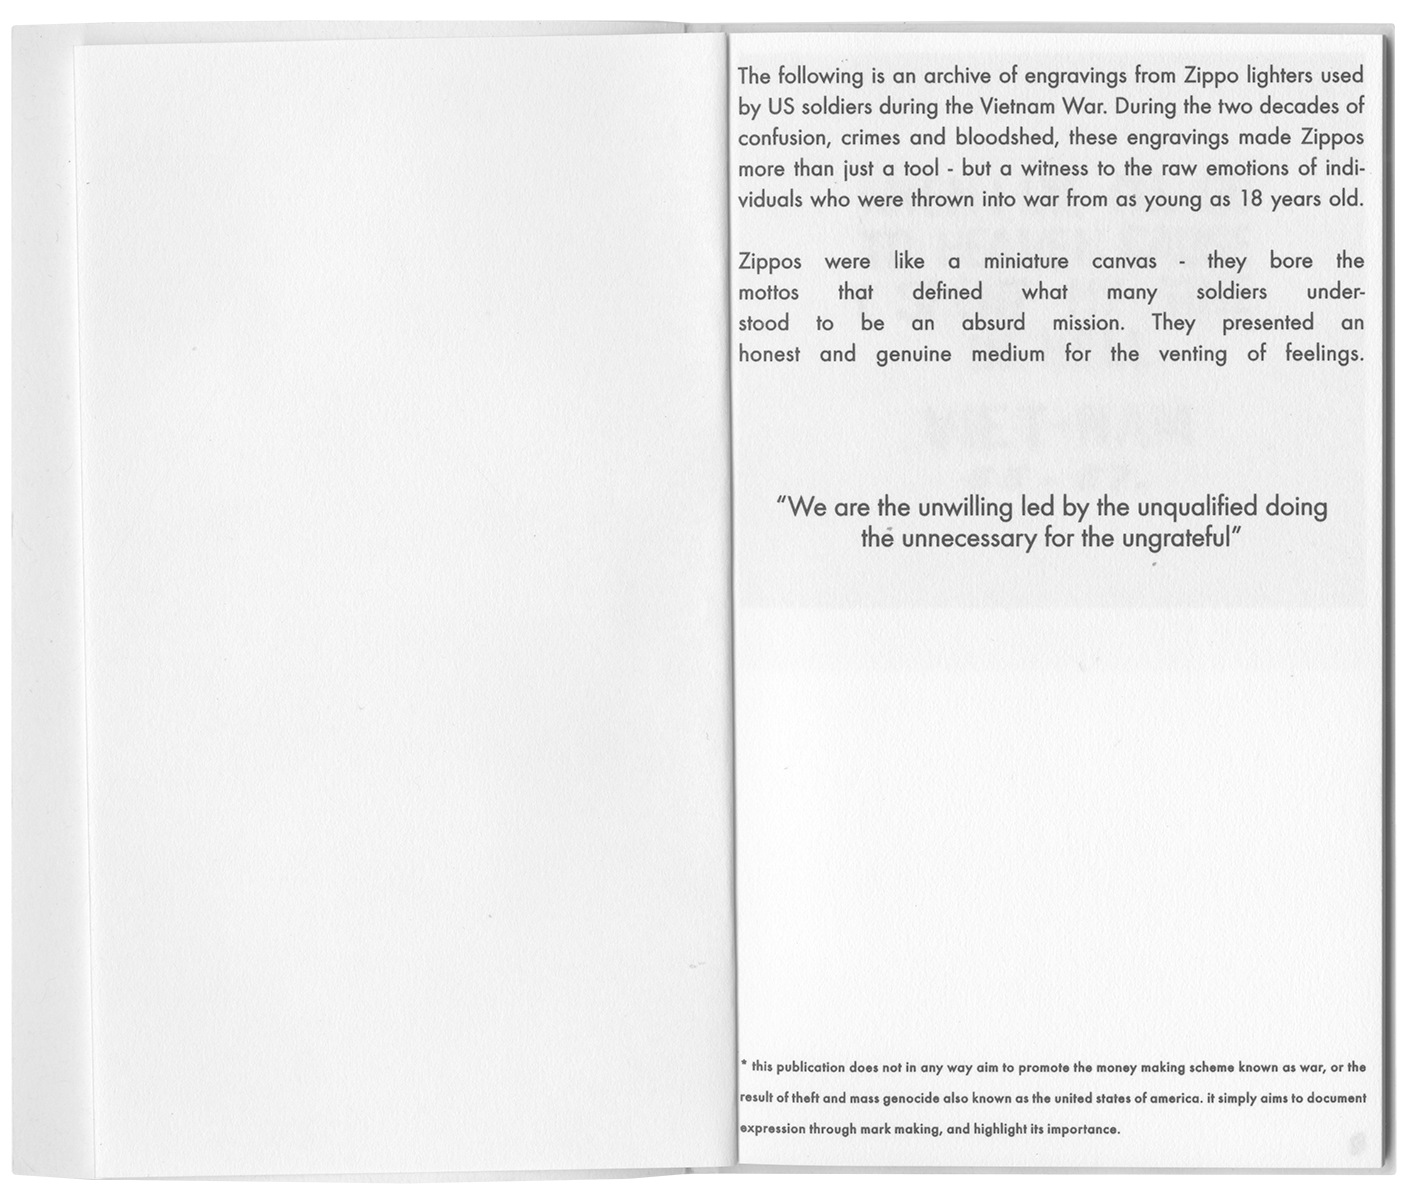 The following is an archive of engravings from Zippo lighters used
by US soldiers during the Vietnam War. During the two decades of
confusion, crimes and bloodshed, these engravings made Zippos
more than just a tool - but a witness to the raw emotions of indi-
viduals who were thrown into war from as young as 18 years old.
Zippos were like a miniature canvas - they bore the
mottos that defined what many soldiers under-
stood to be an absurd mission. They presented an
honest and genuine medium for the venting of feelings.
“We are the unwilling led by the unqualified doing
the unnecessary for the ungrateful”
* this publication does not in any way aim to promote the money making scheme known as war, or the
result of theft and mass genocide also known as the united states of america. it simply aims to document
expression through mark making, and highlight its importance.